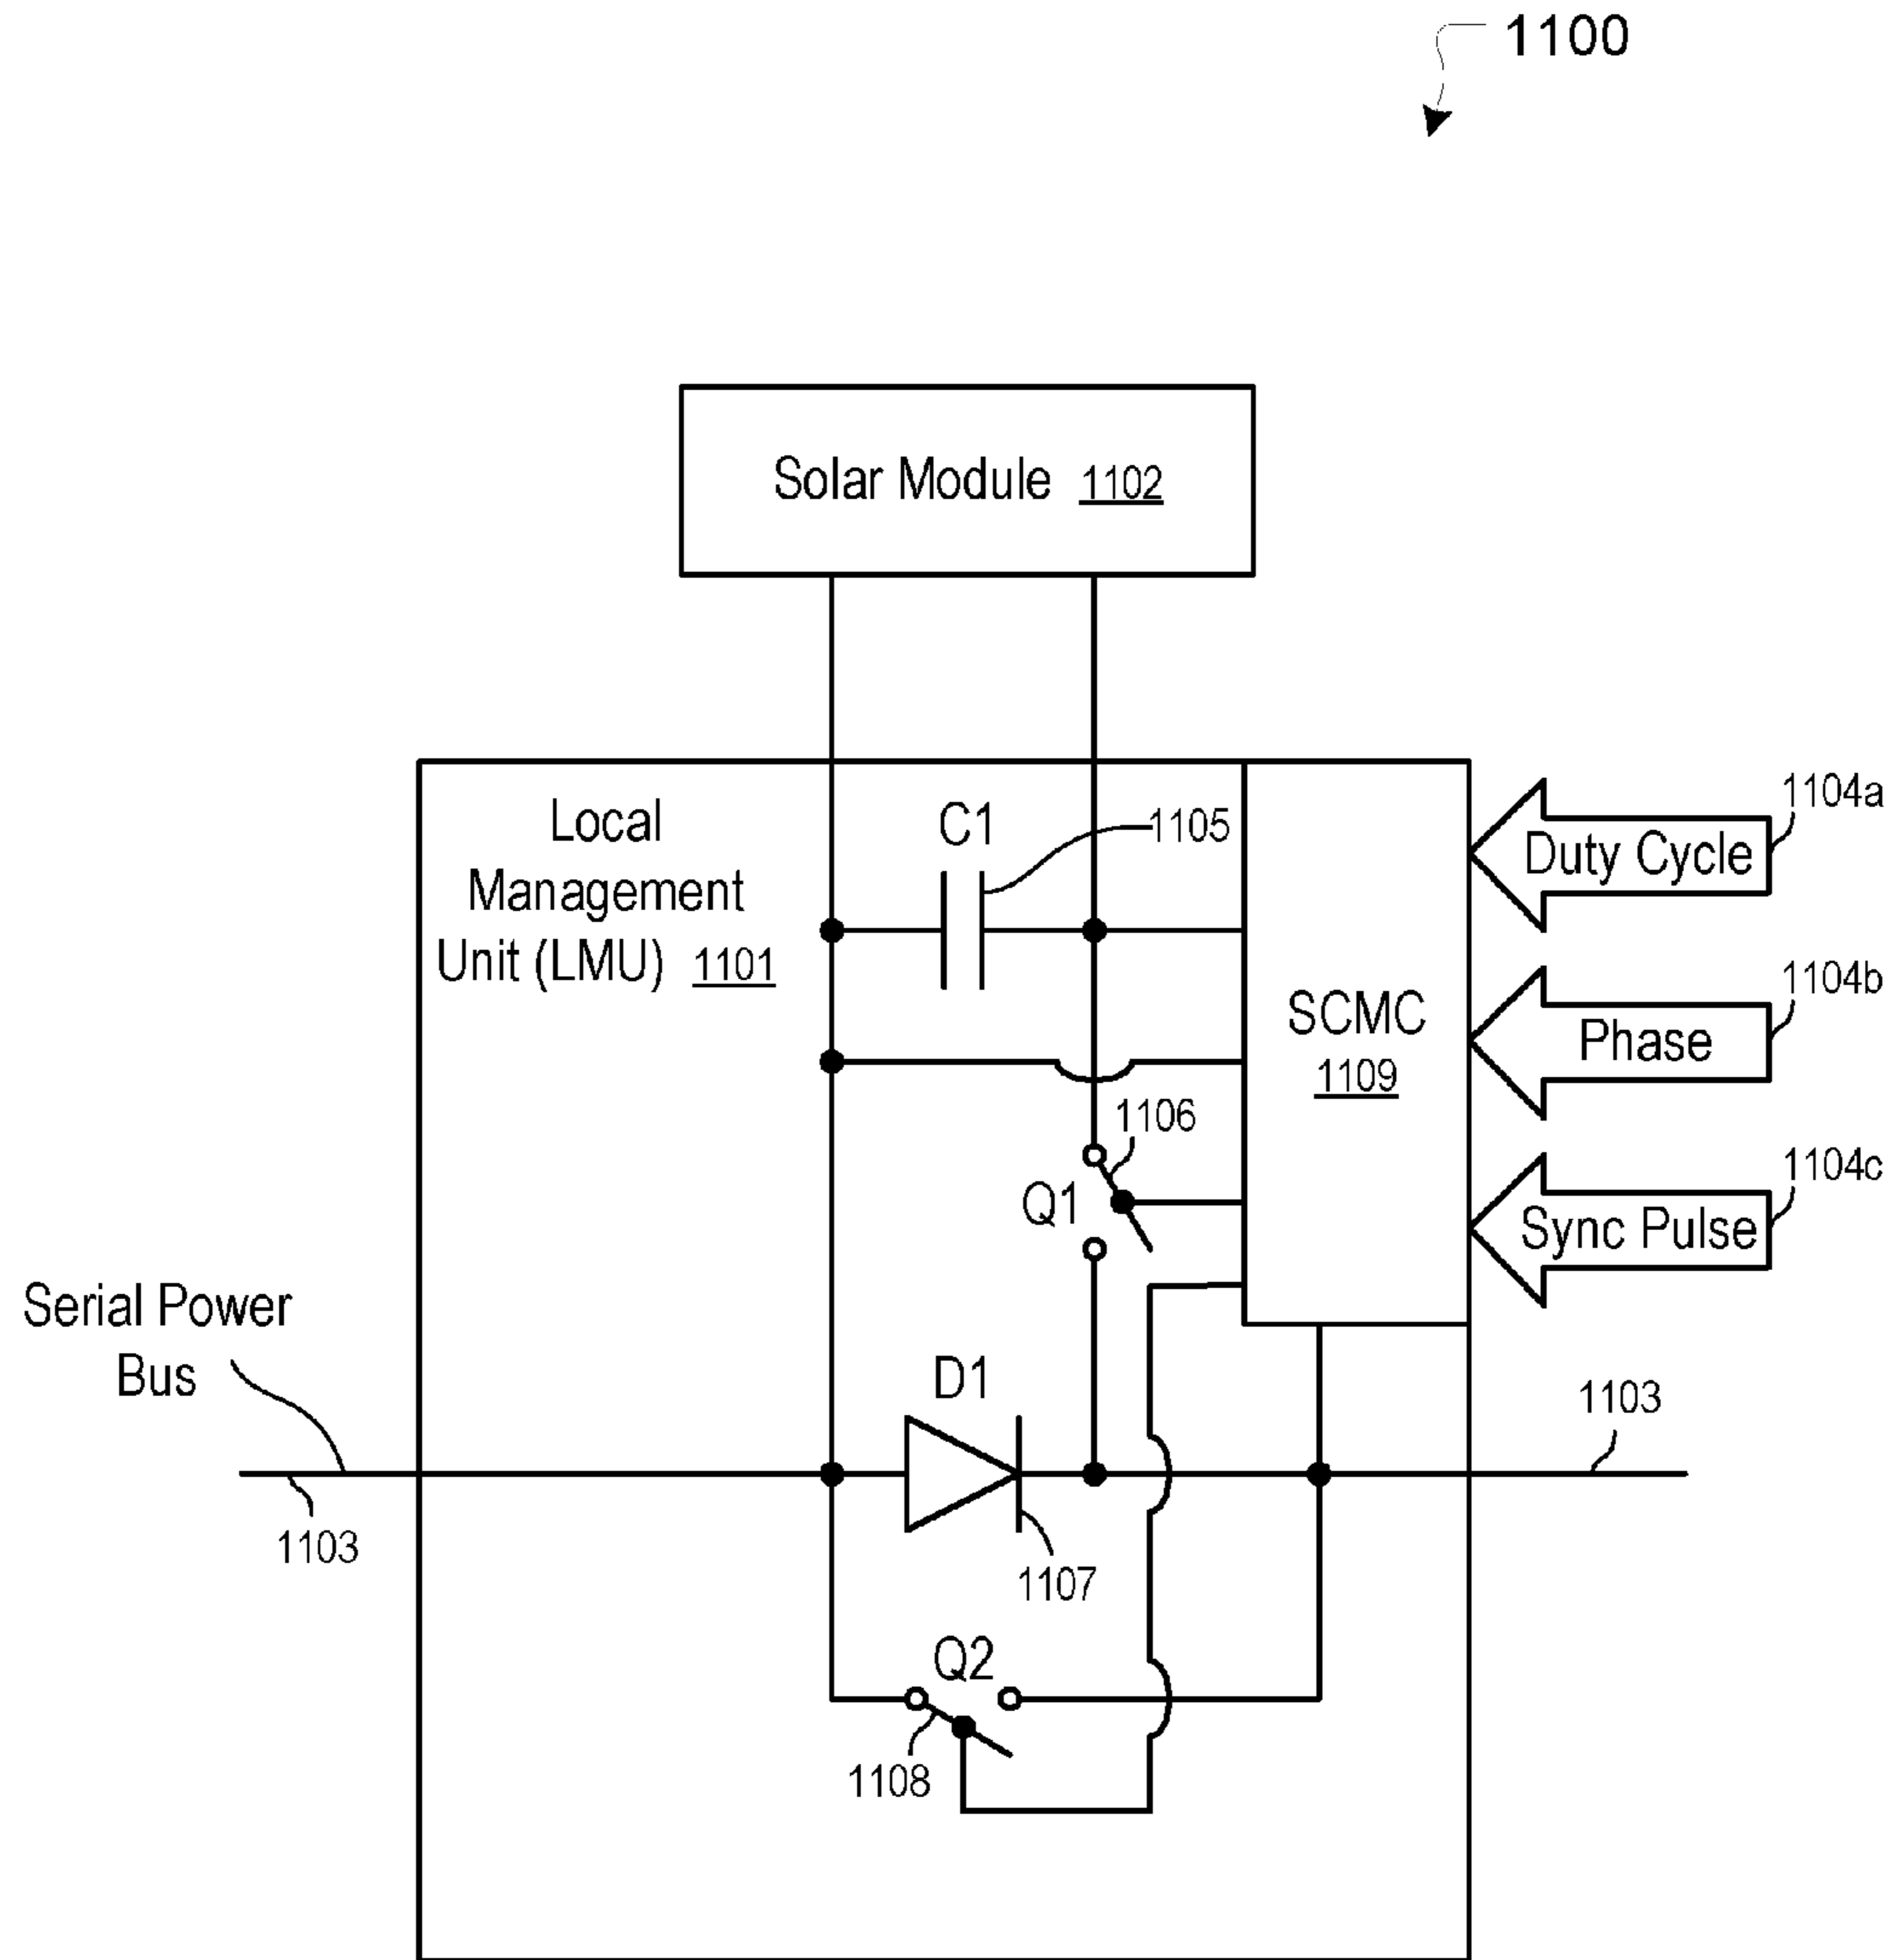 1100
Solar Module 1102
Local
Management
Unit (LMU) 1101
C1
1105
SCMC
1109
Duty Cycle
1104a
Phase
1104b
Sync Pulse
1104c
1106
Q1
Serial Power
Bus
1103
D1
1107
1103
Q2
1108